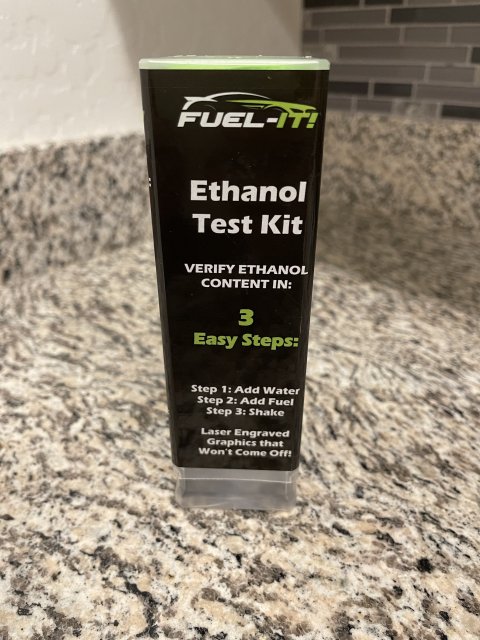 FUEL-IT!
Ethanol
Test Kit
VERIFY ETHANOL
CONTENT IN:
3
Easy Steps:
Step 1: Add Water
Step 2: Add Fuel
Step 3: Shake
Laser Engraved
Graphics that
Won't Come Off!